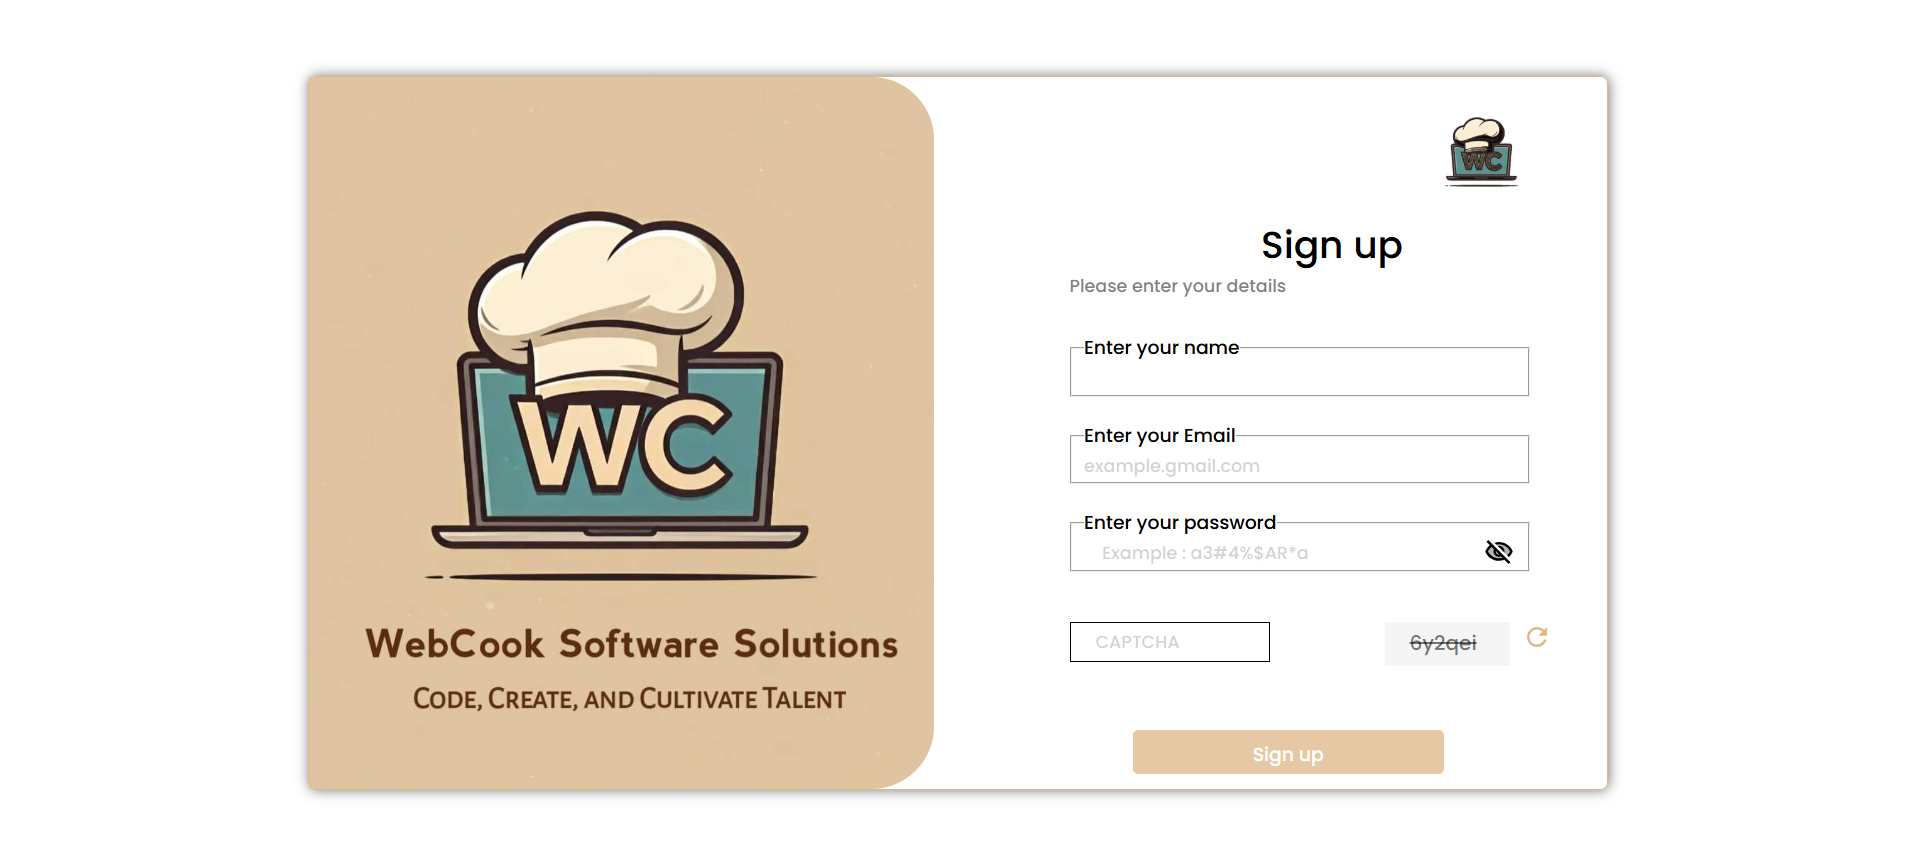 WC
WebCook Software Solutions
Code, Create, and Cultivate Talent
WC
Sign up
Please enter your details
Enter your name
Enter your Email
example.gmail.com
Enter your password
Example : a3#4%$AR*a
CAPTCHA
6y2qei
Sign up